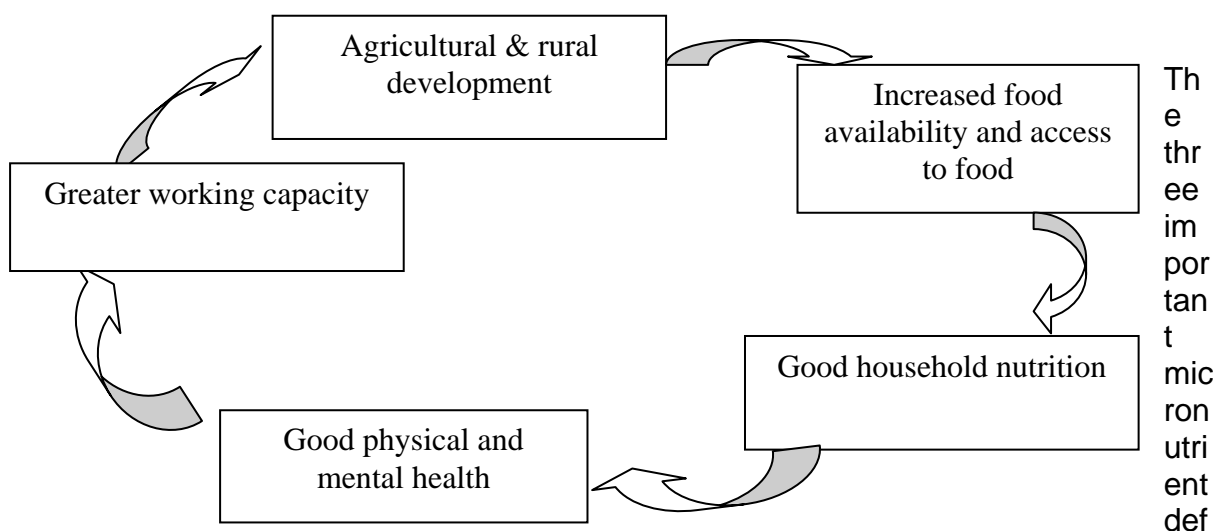 Agricultural & rural
development
Increased food
availability and access
to food
Good household nutrition
Good physical and
mental health
Greater working capacity
Th
e
thr
ee
im
por
tan
t
mic
ron
utri
ent
def